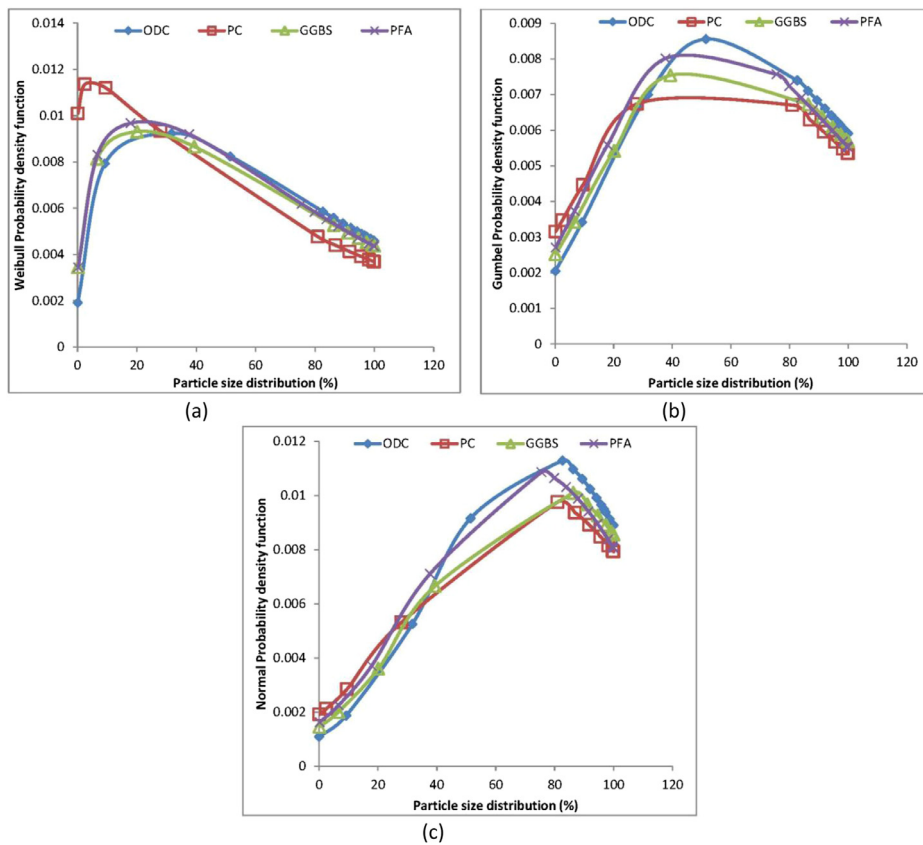 ODC PC GGBS PFA
0.014
0.012
0.01
0.008
0.006
0.004
0.002
0
Weibull Probability density function
0 20 40 60 80 100 120
Particle size distribution (%)
(a)
ODC PC GGBS PFA
0.009
0.008
0.007
0.006
0.005
0.004
0.003
0.002
0.001
0
Gumbel Probability density function
0 20 40 60 80 100 120
Particle size distribution (%)
(b)
ODC PC GGBS PFA
0.012
0.01
0.008
0.006
0.004
0.002
0
Normal Probability density function
0 20 40 60 80 100 120
Particle size distribution (%)
(c)